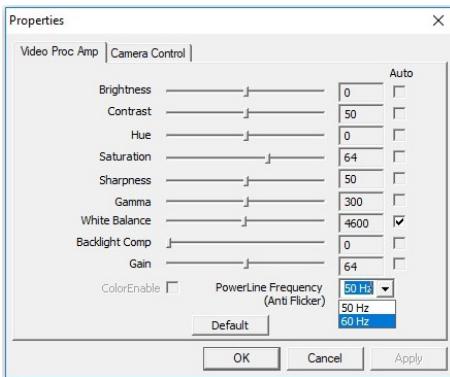 Properties
Video Proc Amp Camera Control
Auto
Brightness 0
Contrast 50
Hue 0
Saturation 64
Sharpness 50
Gamma 300
White Balance 4600
Backlight Comp 0
Gain 64
ColorEnable PowerLine Frequency 50 Hz
(Anti Flicker)
50 Hz
60 Hz
Default
OK Cancel Apply